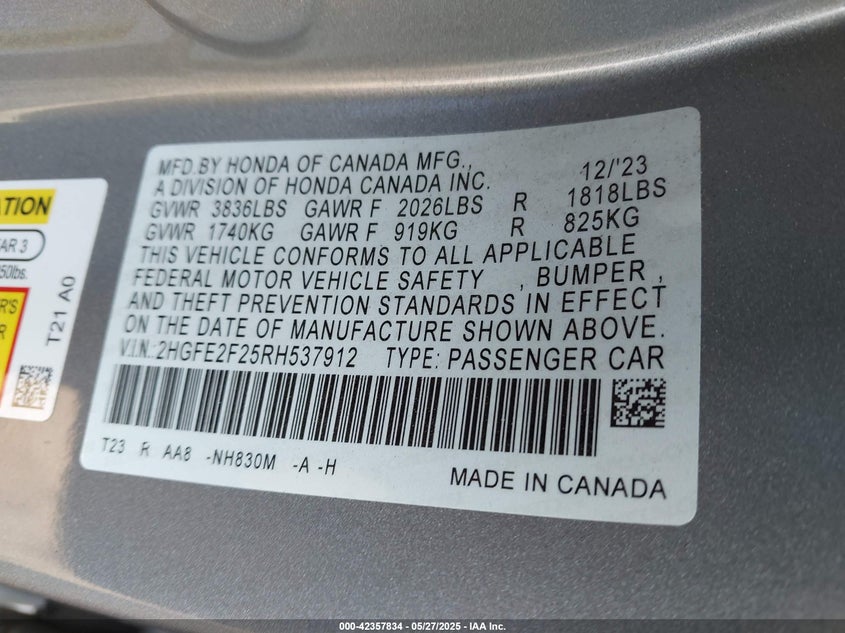 MFD.BY HONDA OF CANADA MFG., 12/'23
A DIVISION OF HONDA CANADA INC.
GVWR 3836LBS GAWR F 2026LBS R 1818LBS
GVWR 1740KG GAWR F 919KG R 825KG
THIS VEHICLE CONFORMS TO ALL APPLICABLE
FEDERAL MOTOR VEHICLE SAFETY , BUMPER ,
AND THEFT PREVENTION STANDARDS IN EFFECT
ON THE DATE OF MANUFACTURE SHOWN ABOVE.
V.I.N.: 2HGFE2F25RH537912 TYPE: PASSENGER CAR
T23 R AA8 -NH830M -A -H
MADE IN CANADA
ATION
AR 3
50lbs.
R'S
R
T21 A0
000-42357834 - 05/27/2025 - IAA Inc.